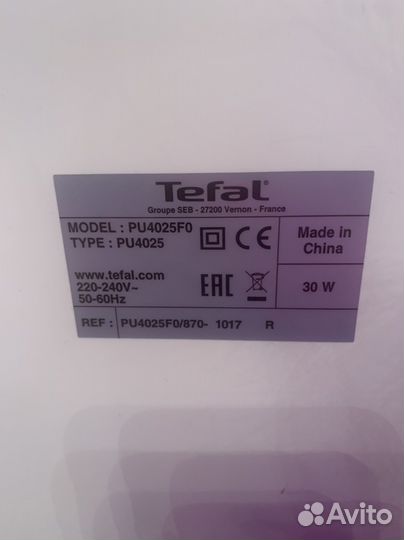 Tefal
Groupe SEB - 27200 Vernon - France
MODEL : PU4025F0
TYPE : PU4025
CE
Made in
China
www.tefal.com
220-240V~
50-60Hz
EAC
30 W
REF : PU4025F0/870- 1017 R
Avito